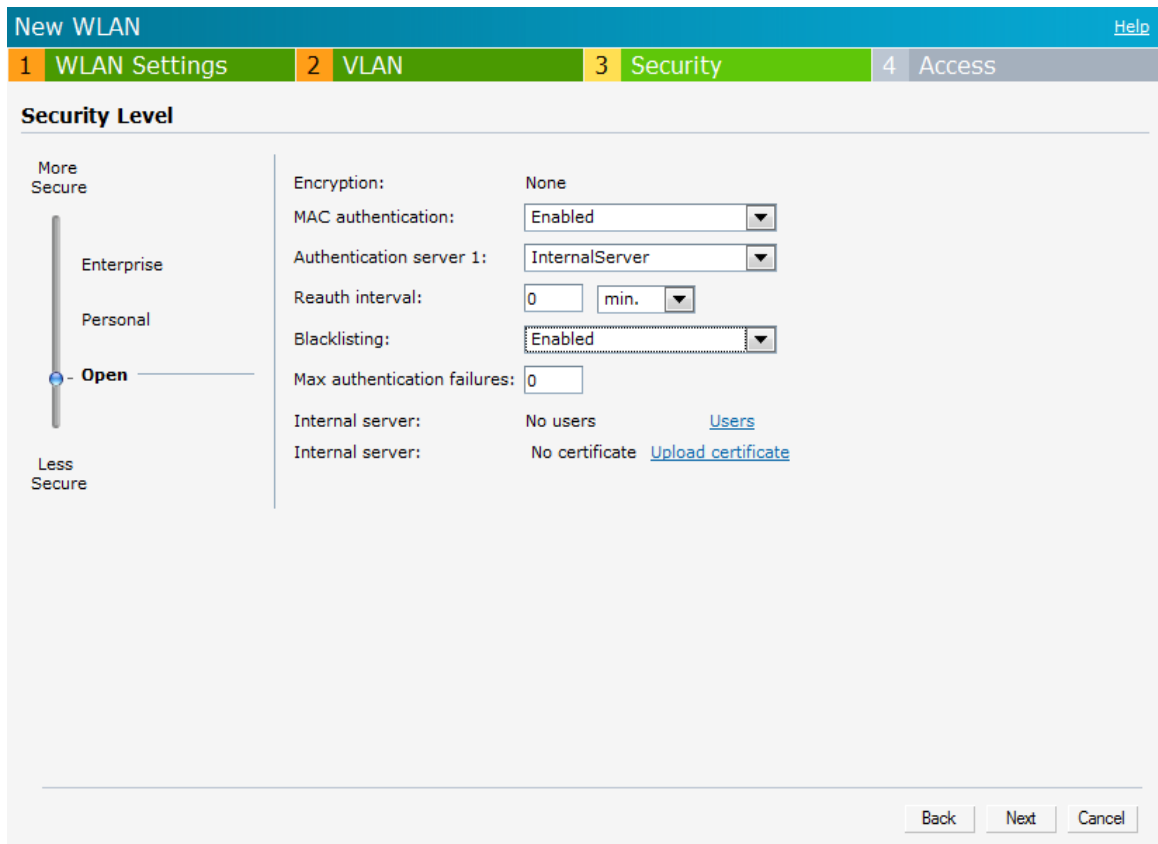 New WLAN Help
1 WLAN Settings 2 VLAN 3 Security 4 Access
Security Level
More
Secure
Enterprise
Personal
Open
Less
Secure
Encryption: None
MAC authentication: Enabled
Authentication server 1: InternalServer
Reauth interval: 0 min.
Blacklisting: Enabled
Max authentication failures: 0
Internal server: No users Users
Internal server: No certificate Upload certificate
Back Next Cancel